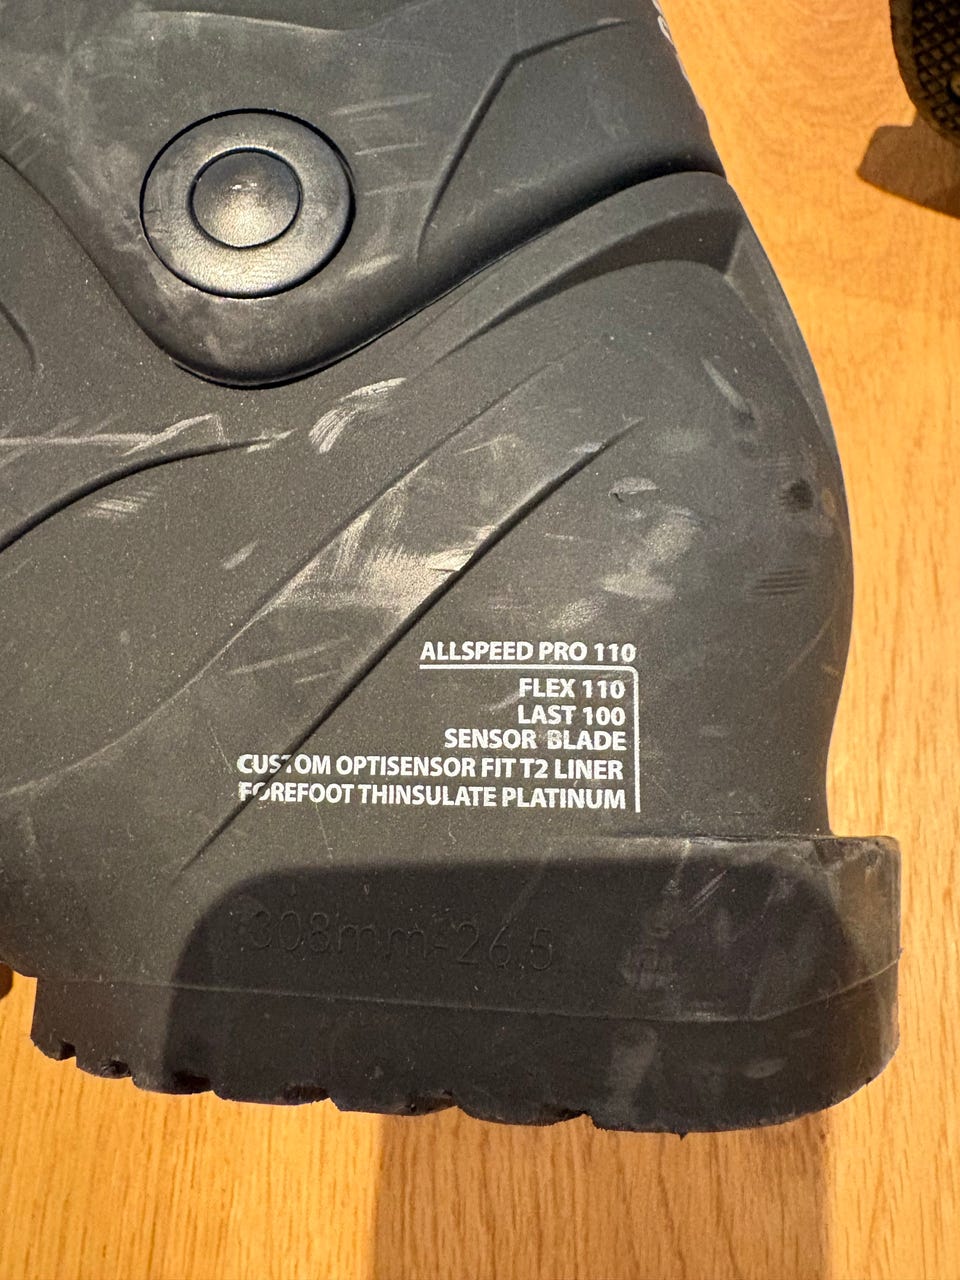 ALLSPEED PRO 110
FLEX 110
LAST 100
SENSOR BLADE
CUSTOM OPTISENSOR FIT T2 LINER
FOREFOOT THINSULATE PLATINUM
308mm-26.5